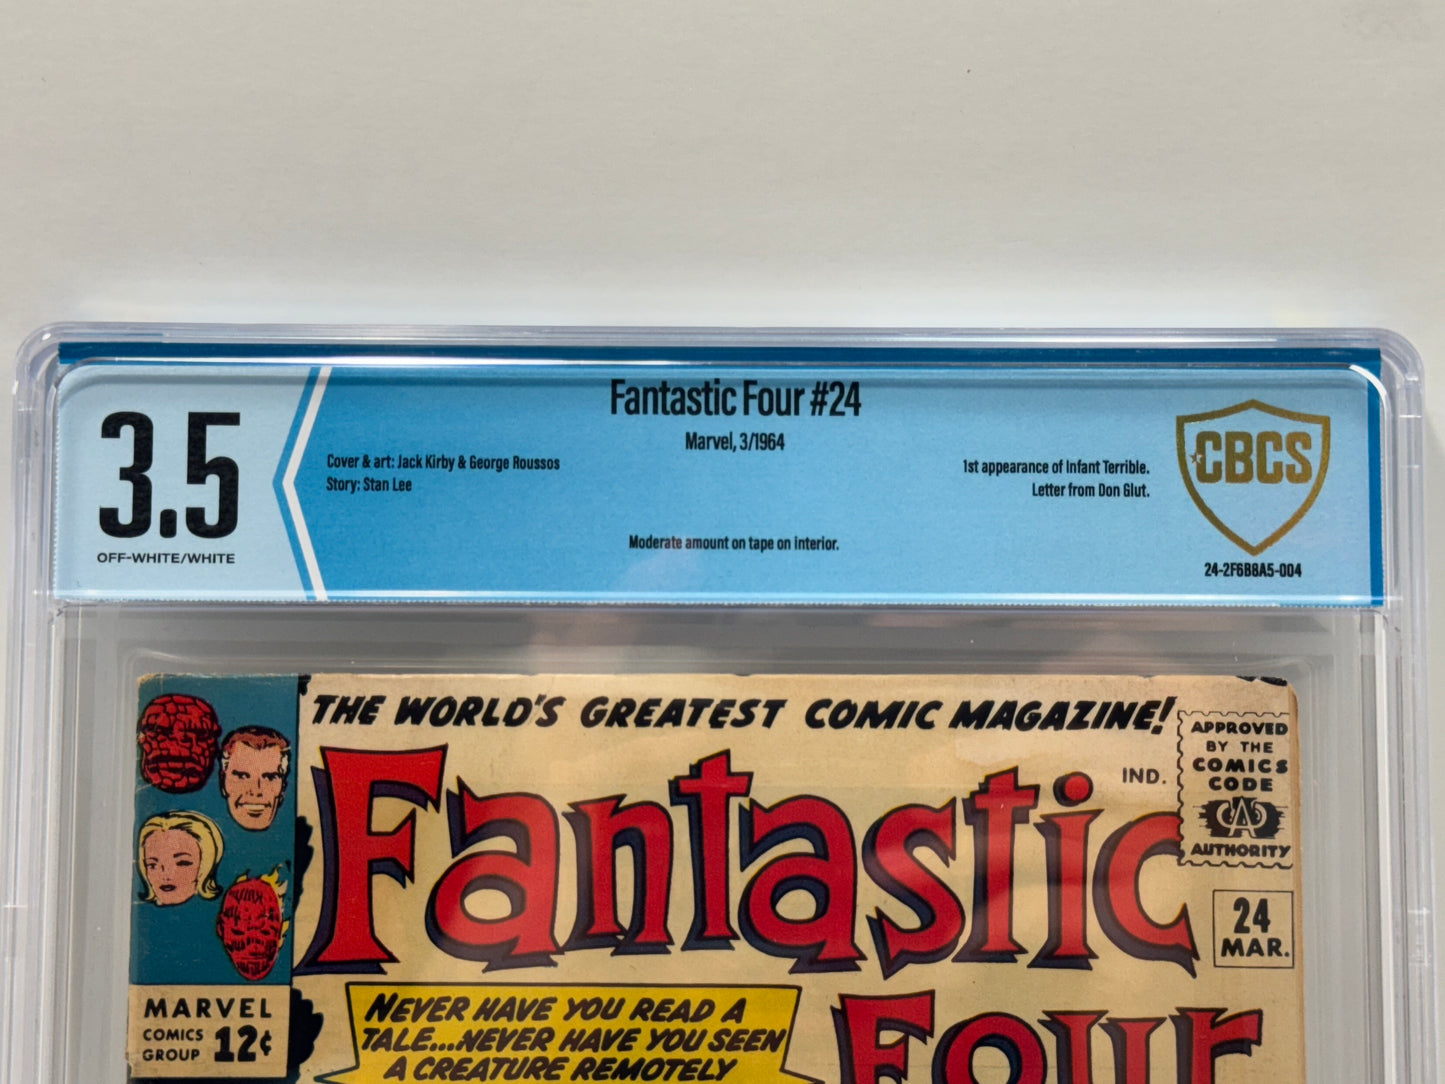 Fantastic Four #24
Marvel, 3/1964
3.5
OFF-WHITE/WHITE
Cover & art: Jack Kirby & George Roussos
Story: Stan Lee
1st appearance of Infant Terrible.
Letter from Don Glut.
Moderate amount on tape on interior.
CBCS
24-2F6B8A5-004
THE WORLD'S GREATEST COMIC MAGAZINE!
Fantastic
Four
IND.
APPROVED
BY THE
COMICS
CODE
CA
AUTHORITY
24
MAR.
MARVEL
COMICS
GROUP
12¢
NEVER HAVE YOU READ A
TALE...NEVER HAVE YOU SEEN
A CREATURE REMOTELY